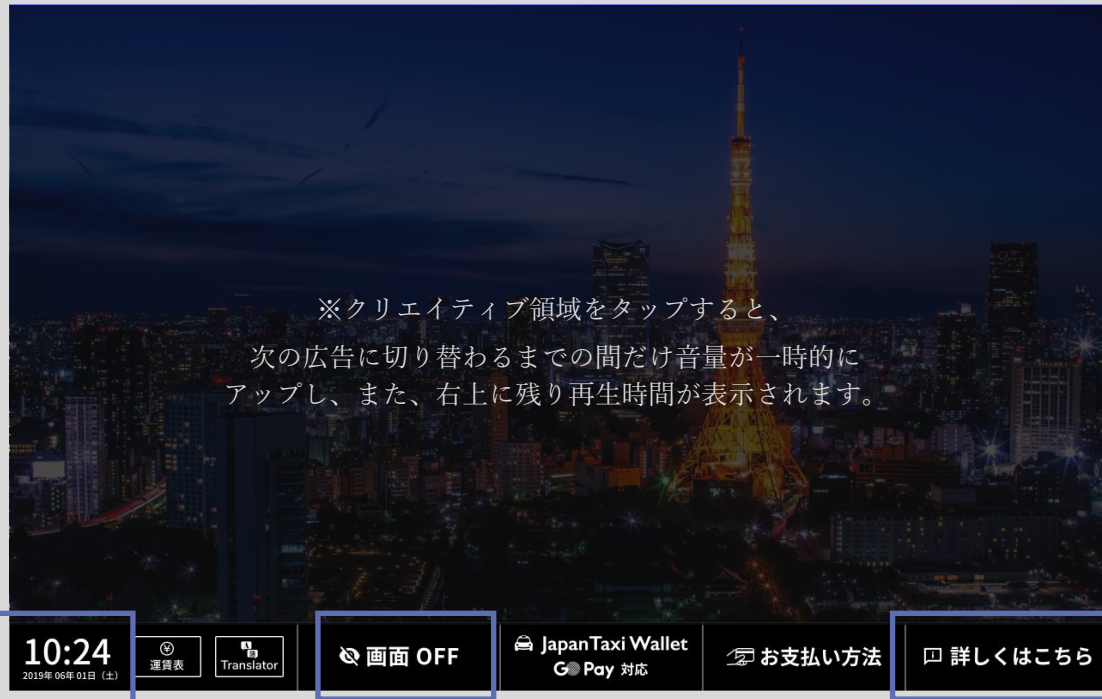 ※クリエイティブ領域をタップすると、
次の広告に切り替わるまでの間だけ音量が一時的に
アップし、また、右上に残り再生時間が表示されます。
10:24
2019年 06年 01日（土）
運賃表
Translator
画面 OFF
JapanTaxi Wallet
GO Pay 対応
お支払い方法
詳しくはこちら